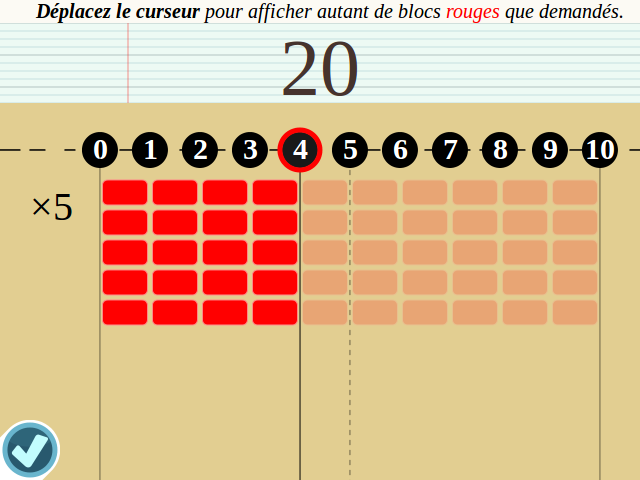 Déplacez le curseur pour afficher autant de blocs rouges que demandés.
20
0 1 2 3 4 5 6 7 8 9 10
×5